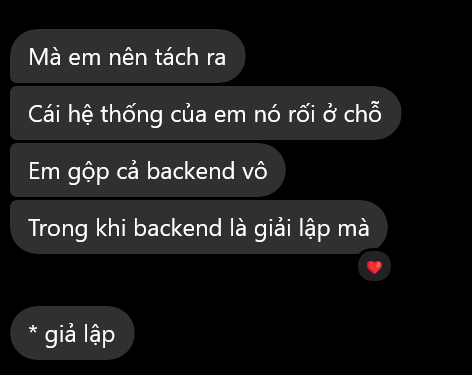 Mà em nên tách ra
Cái hệ thống của em nó rối ở chỗ
Em gộp cả backend vô
Trong khi backend là giải lập mà
* giả lập